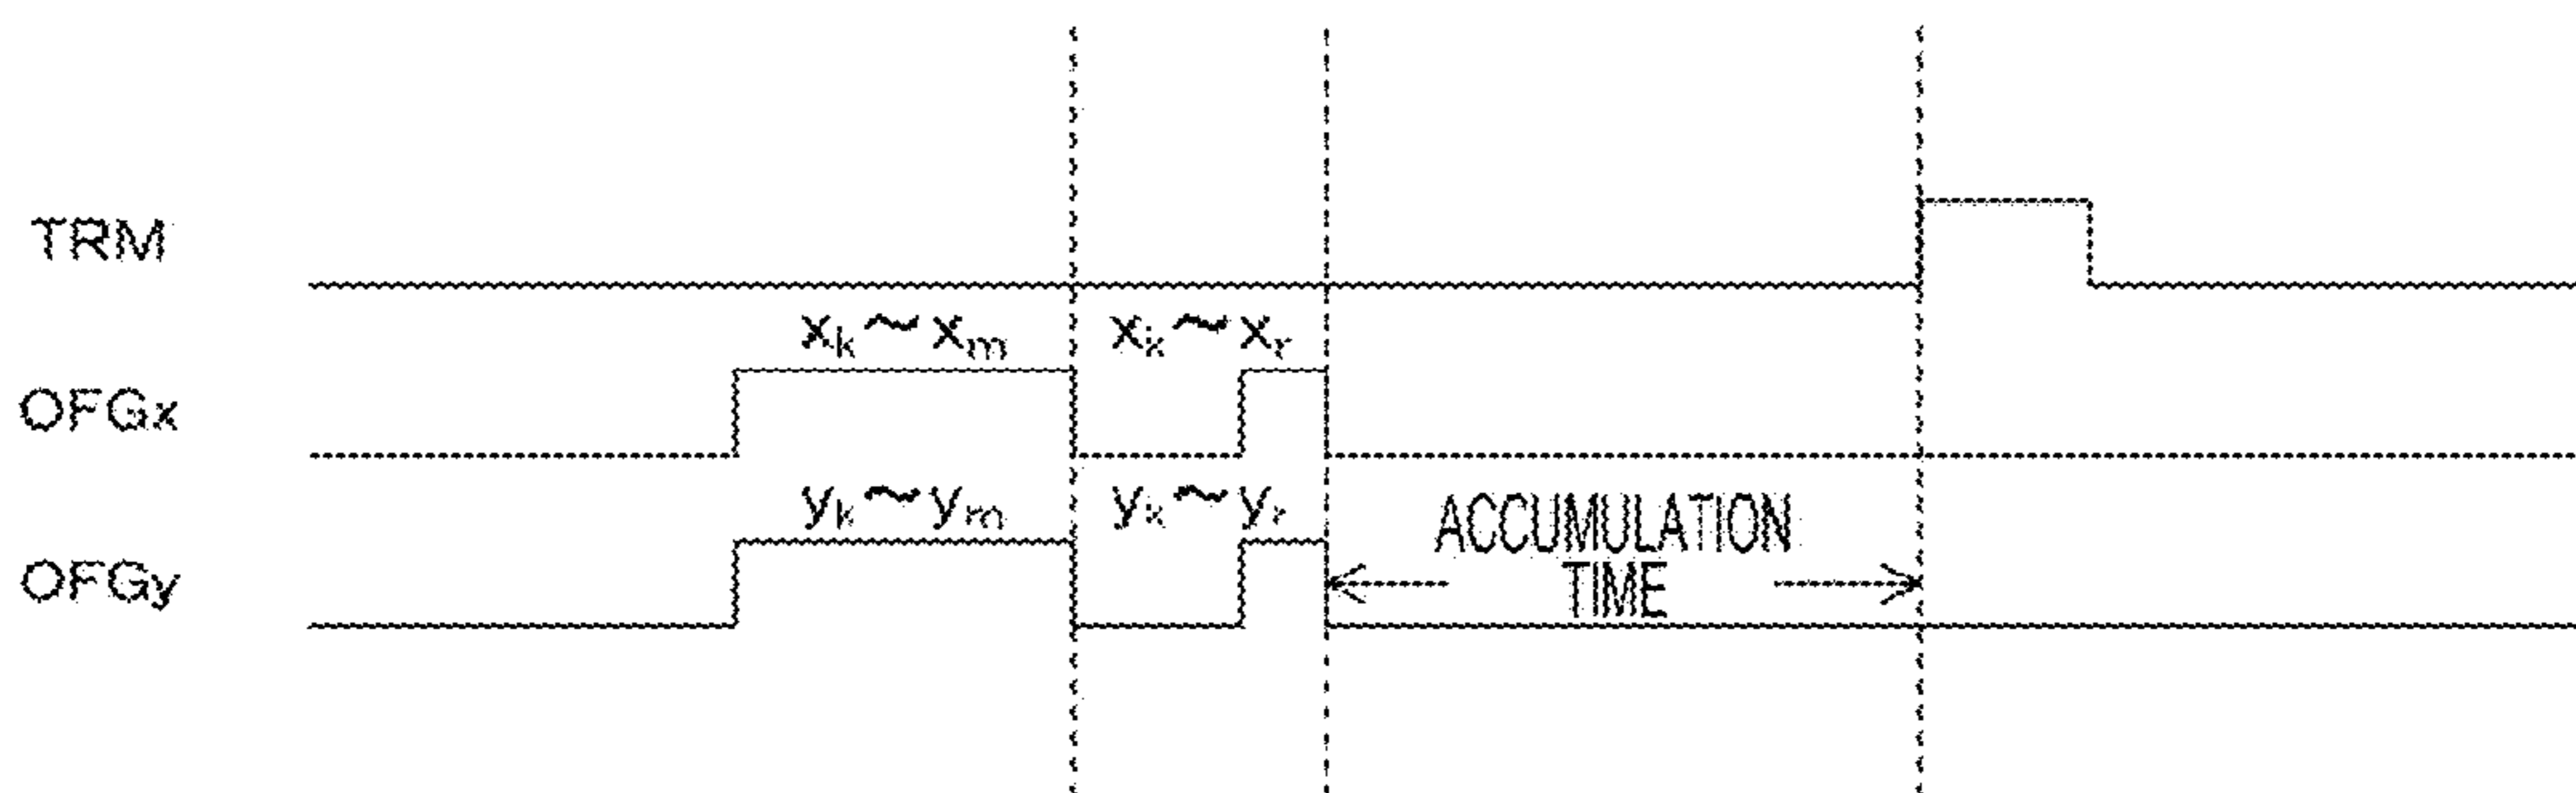 TRM
xk~xm xk~xr
OFGx
yk~ym yk~yr
ACCUMULATION
TIME
OFGy